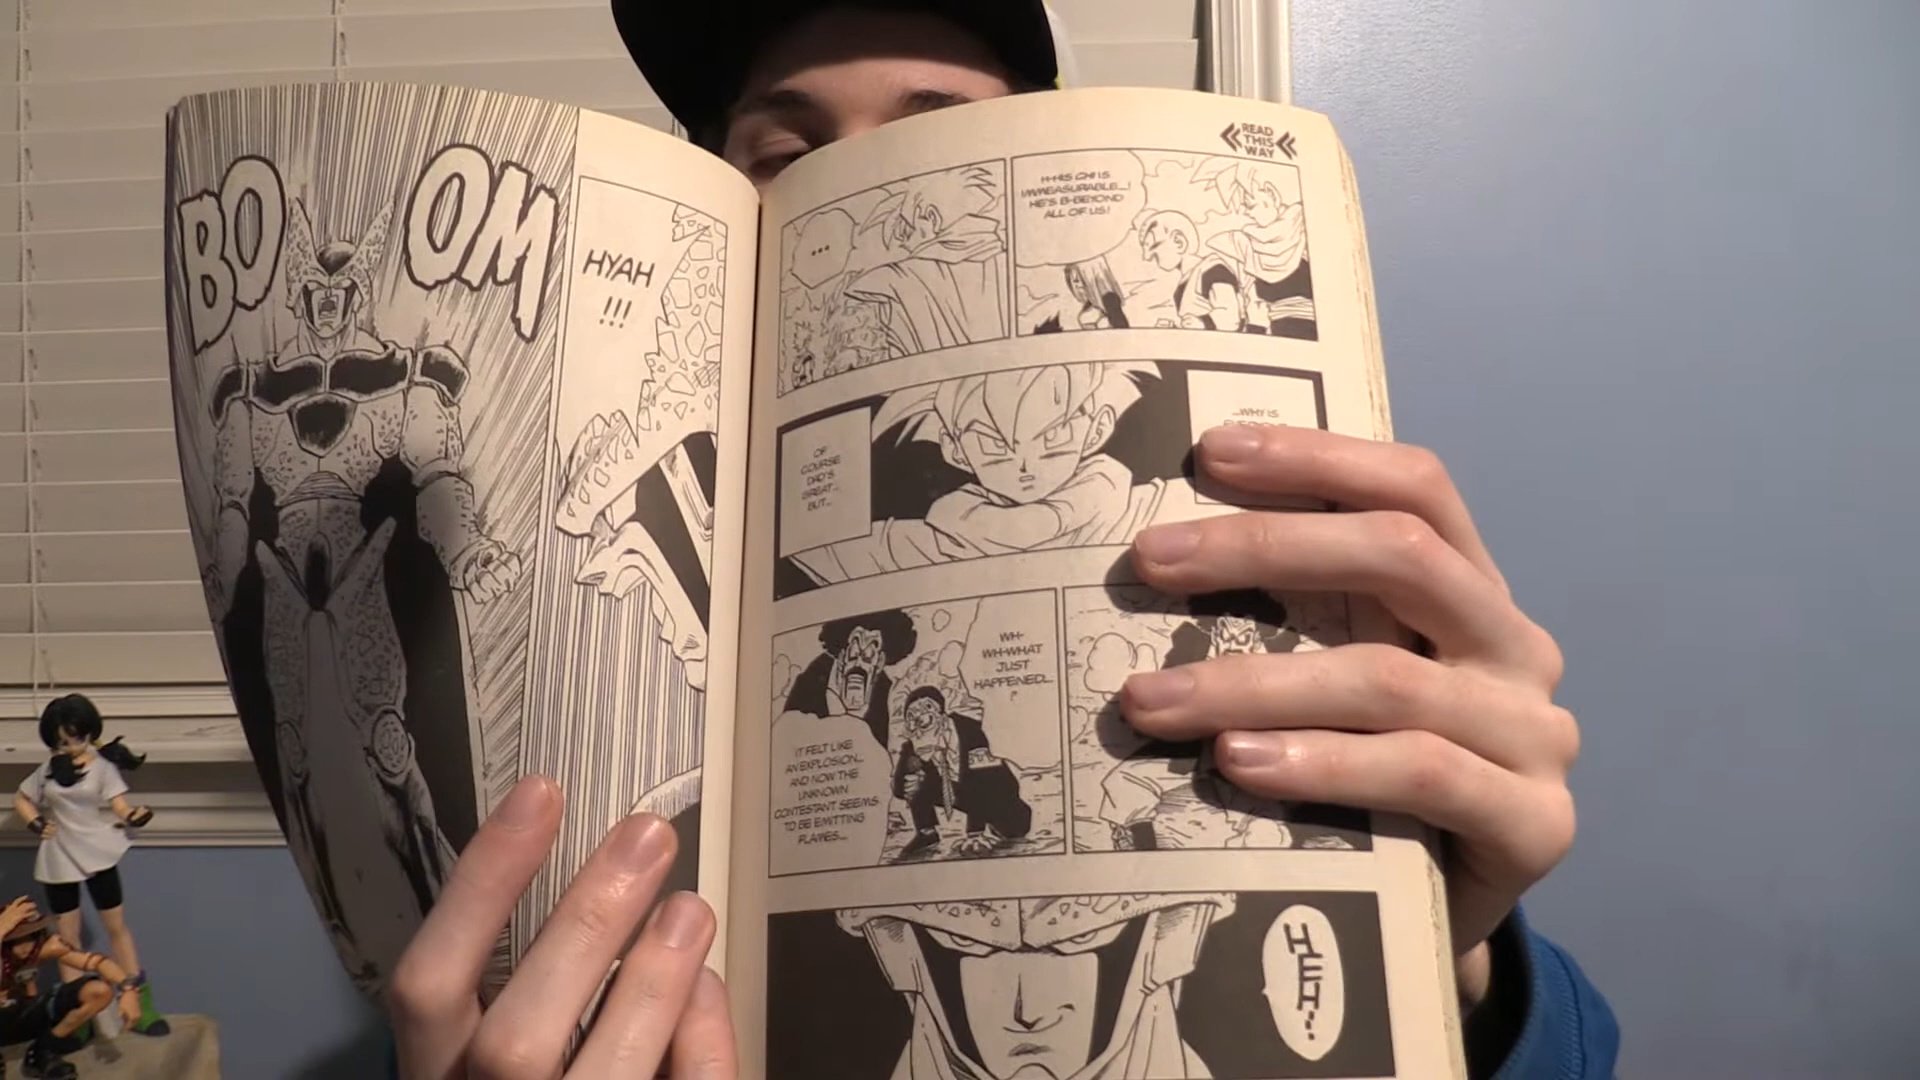 READ
THIS
WAY
H-HIS CHI IS
IMMEASURABLE...!
HE'S B-BEYOND
ALL OF US!
...
...WHY IS
OF
COURSE
DAD'S
GREAT...
BUT...
WH-
WH-WHAT
JUST
HAPPENED...
?
IT FELT LIKE
AN EXPLOSION...
AND NOW THE
UNKNOWN
CONTESTANT SEEMS
TO BE EMITTING
FLAMES...
HEH!
HYAH
!!!
BOOM